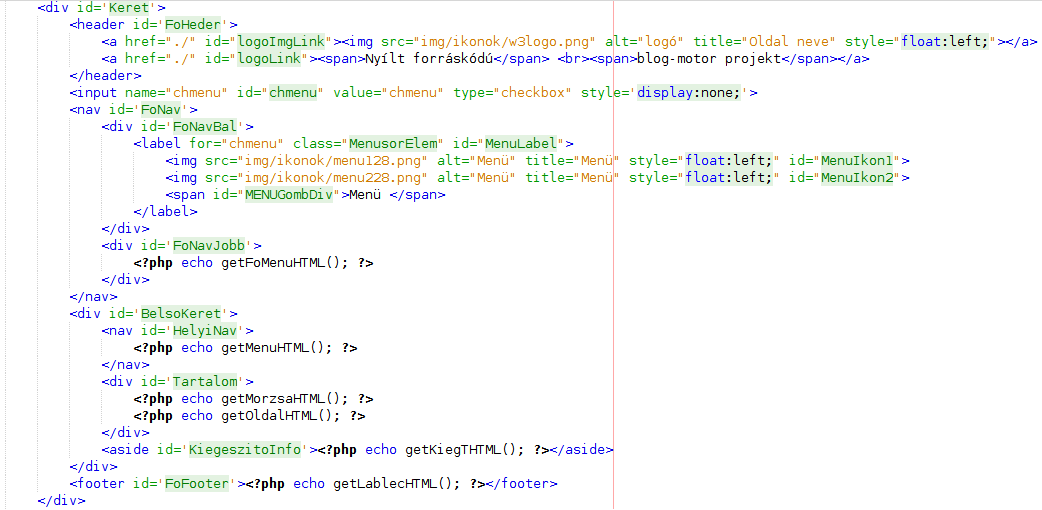 <div id='Keret'>
<header id='FoHeder'>
<a href="./" id="logoImgLink"><img src="img/ikonok/w3logo.png" alt="logó" title="Oldal neve" style="float:left;"></a>
<a href="./" id="logoLink"><span>Nyílt forráskódú</span> <br><span>blog-motor projekt</span></a>
</header>
<input name="chmenu" id="chmenu" value="chmenu" type="checkbox" style='display:none;'>
<nav id='FoNav'>
<div id='FoNavBal'>
<label for="chmenu" class="MenusorElem" id="MenuLabel">
<img src="img/ikonok/menu128.png" alt="Menü" title="Menü" style="float:left;" id="MenuIkon1">
<img src="img/ikonok/menu228.png" alt="Menü" title="Menü" style="float:left;" id="MenuIkon2">
<span id="MENUGombDiv">Menü </span>
</label>
</div>
<div id='FoNavJobb'>
<?php echo getFoMenuHTML(); ?>
</div>
</nav>
<div id='BelsoKeret'>
<nav id='HelyiNav'>
<?php echo getMenuHTML(); ?>
</nav>
<div id='Tartalom'>
<?php echo getMorzsaHTML(); ?>
<?php echo getOldalHTML(); ?>
</div>
<aside id='KiegeszitoInfo'><?php echo getKiegTHTML(); ?></aside>
</div>
<footer id='FoFooter'><?php echo getLablecHTML(); ?></footer>
</div>